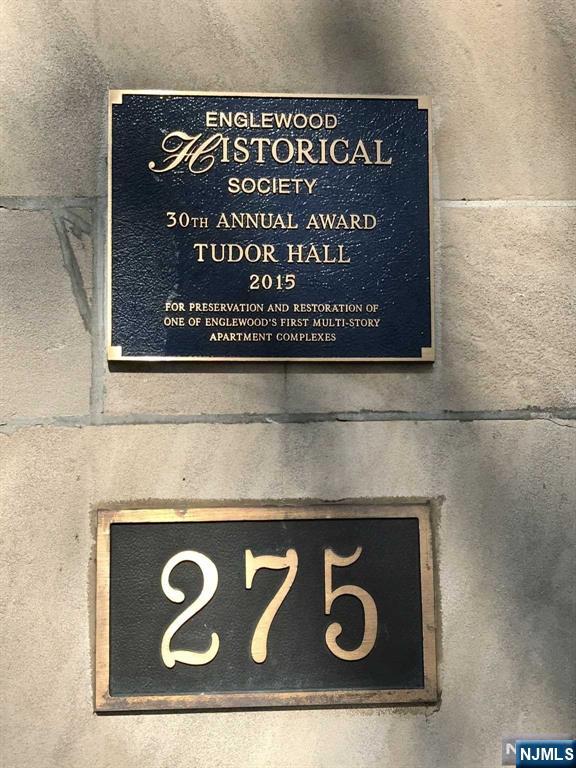 ENGLEWOOD
HISTORICAL
SOCIETY
30TH ANNUAL AWARD
TUDOR HALL
2015
FOR PRESERVATION AND RESTORATION OF
ONE OF ENGLEWOOD'S FIRST MULTI-STORY
APARTMENT COMPLEXES
275
NJMLS